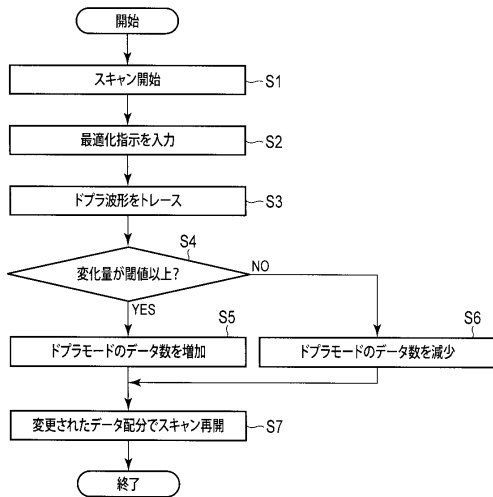 開始
スキャン開始
S1
最適化指示を入力
S2
ドプラ波形をトレース
S3
S4
変化量が閾値以上?
NO
YES
S5
ドプラモードのデータ数を増加
S6
ドプラモードのデータ数を減少
変更されたデータ配分でスキャン再開
S7
終了